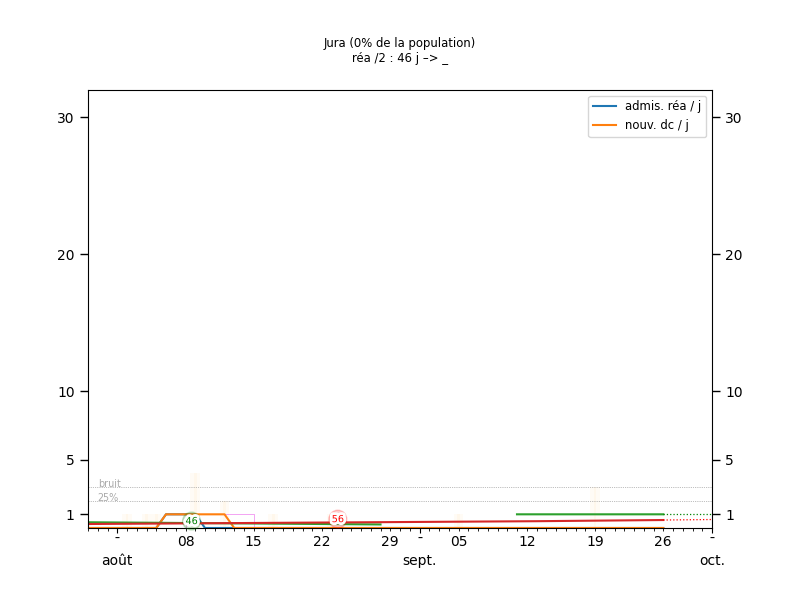 Jura (0% de la population)
réa /2 : 46 j –> _
admis. réa / j
nouv. dc / j
30 30
20 20
10 10
5 5
bruit
25%
1 1
46
56
- 08 15 22 29 - 05 12 19 26 -
août sept. oct.